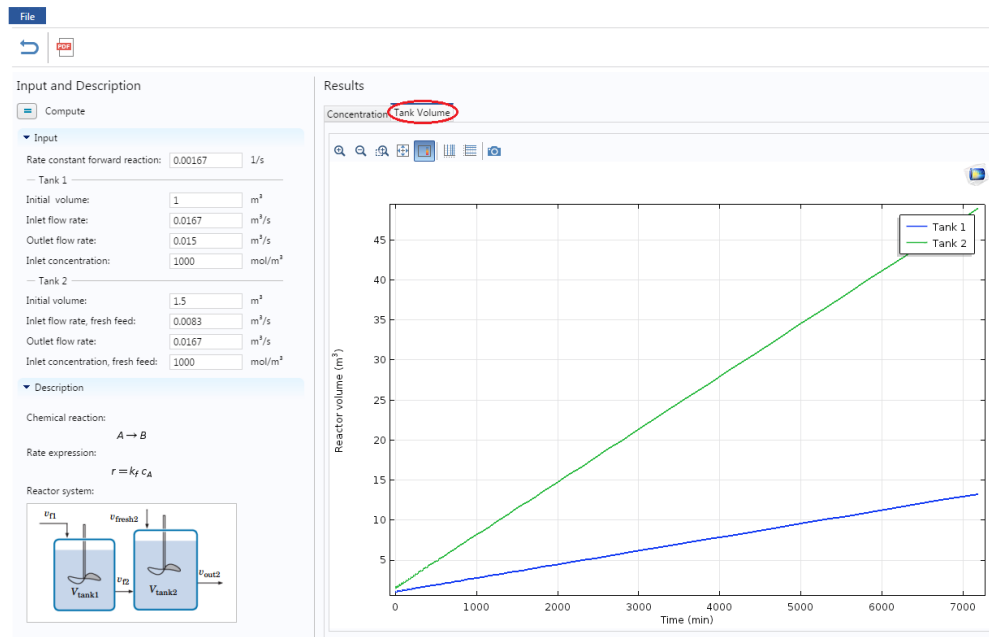 File
PDF
Input and Description
Compute
Input
Rate constant forward reaction: 0.00167 1/s
Tank 1
Initial volume: 1 m³
Inlet flow rate: 0.0167 m³/s
Outlet flow rate: 0.015 m³/s
Inlet concentration: 1000 mol/m³
Tank 2
Initial volume: 1.5 m³
Inlet flow rate, fresh feed: 0.0083 m³/s
Outlet flow rate: 0.0167 m³/s
Inlet concentration, fresh feed: 1000 mol/m³
Description
Chemical reaction:
A → B
Rate expression:
r = k_f c_A
Reactor system:
v_f1
v_fresh2
V_tank1
v_f2
V_tank2
v_out2
Results
Concentration Tank Volume
Tank 1
Tank 2
Reactor volume (m³)
45
40
35
30
25
20
15
10
5
0 1000 2000 3000 4000 5000 6000 7000
Time (min)